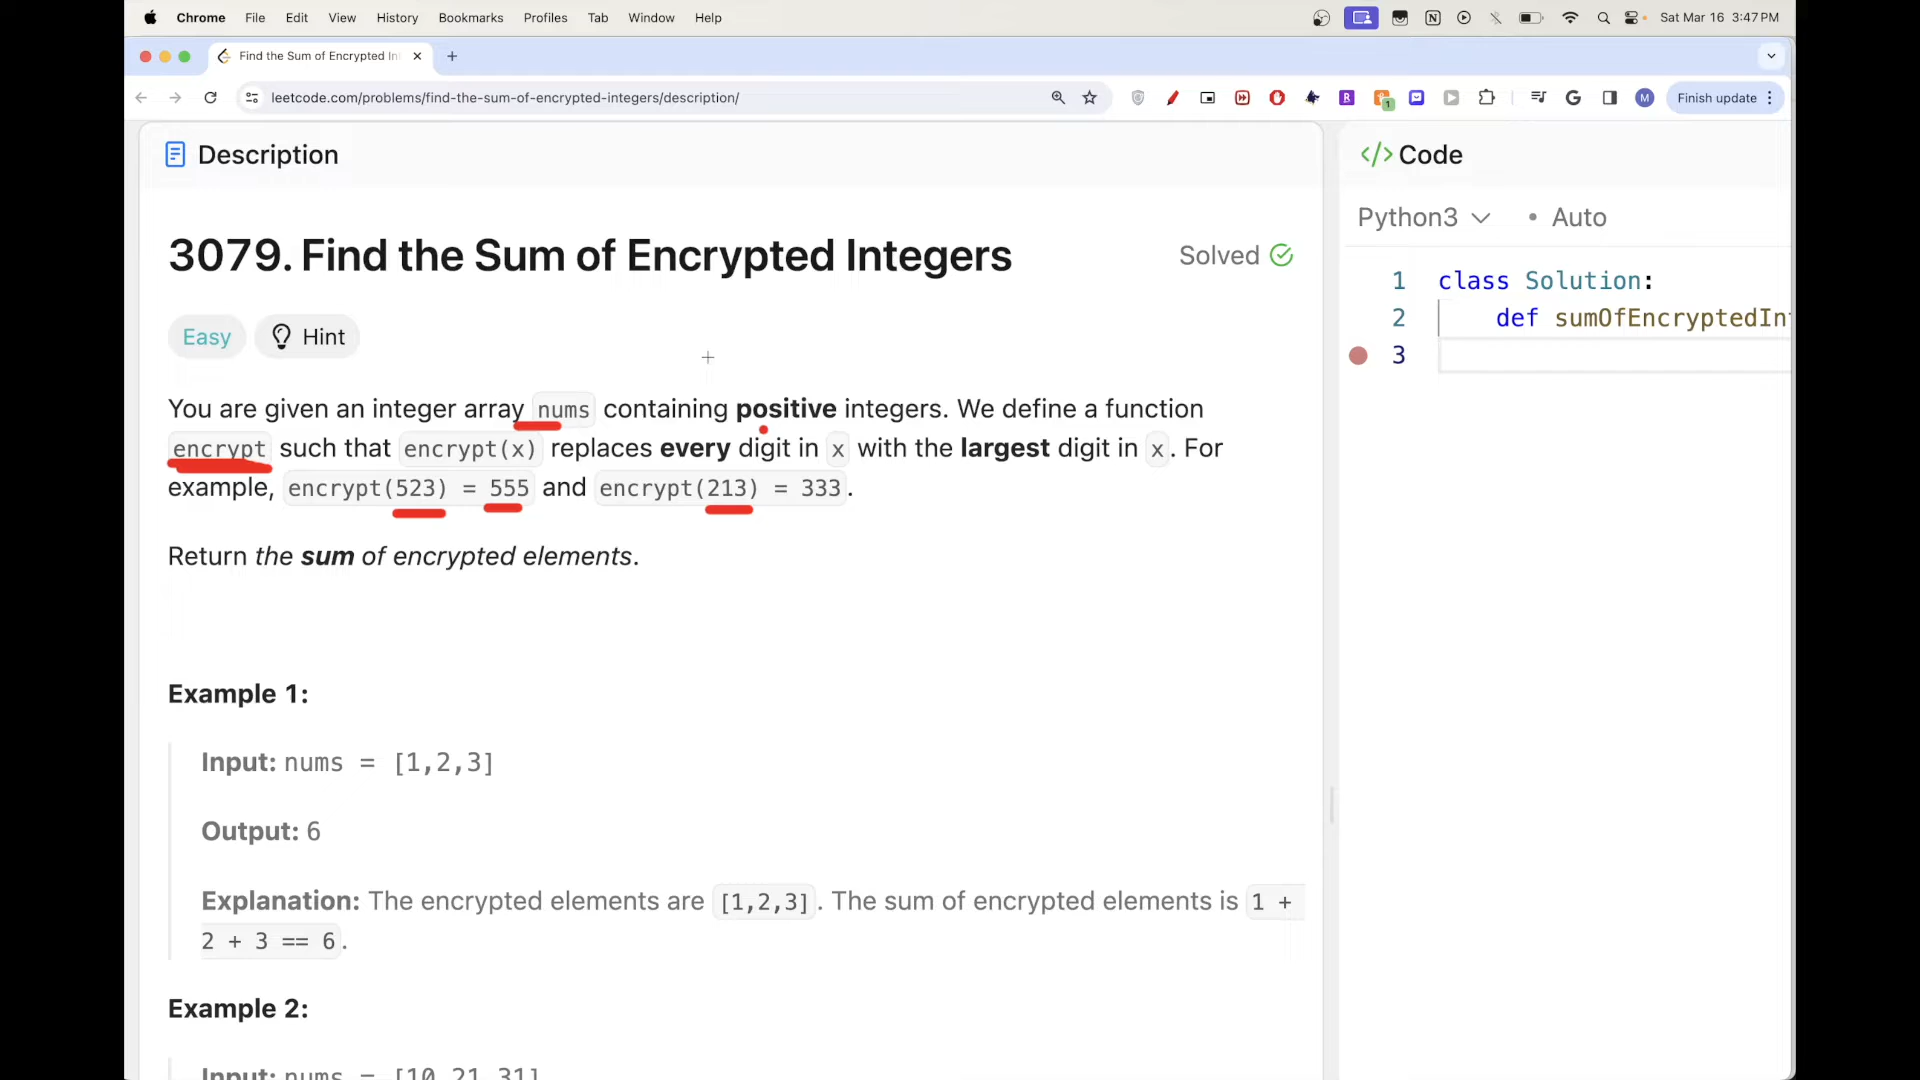 Chrome File Edit View History Bookmarks Profiles Tab Window Help Sat Mar 16 3:47 PM
Find the Sum of Encrypted In
leetcode.com/problems/find-the-sum-of-encrypted-integers/description/ Finish update
Description
3079. Find the Sum of Encrypted Integers
Solved
Easy Hint
You are given an integer array nums containing positive integers. We define a function
encrypt such that encrypt(x) replaces every digit in x with the largest digit in x. For
example, encrypt(523) = 555 and encrypt(213) = 333.
Return the sum of encrypted elements.
Example 1:
Input: nums = [1,2,3]
Output: 6
Explanation: The encrypted elements are [1,2,3]. The sum of encrypted elements is 1 +
2 + 3 == 6.
Example 2:
Input: nums = [10,21,31]
</> Code
Python3 • Auto
1 class Solution:
2 def sumOfEncryptedInt
3